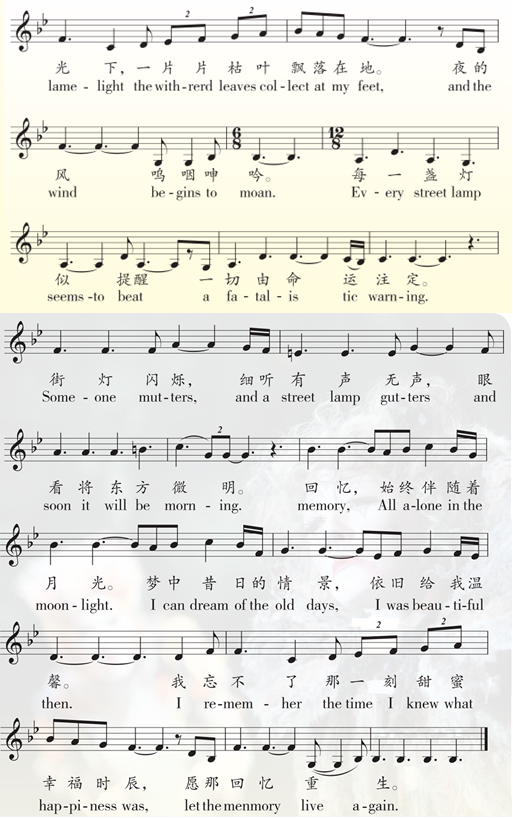 光 下，一 片 片 枯 叶 飘 落 在 地。 夜 的
lame - light the with - rerd leaves col - lect at my feet, and the
6 8 12 8
风 呜 咽 呻 吟。 每 一 盏 灯
wind be - gins to moan. Ev - ery street lamp
似 提 醒 一 切 由 命 运 注 定。
seems - to beat a fa - tal - is tic warn - ing.
街 灯 闪 烁， 细 听 有 声 无 声， 眼
Some - one mut - ters, and a street lamp gut - ters and
看 将 东 方 微 明。 回 忆， 始 终 伴 随 着
soon it will be morn - ing. memory, All a - lone in the
月 光。 梦 中 昔 日 的 情 景， 依 旧 给 我 温
moon - light. I can dream of the old days, I was beau - ti - ful
馨。 我 忘 不 了 那 一 刻 甜 蜜
then. I re - mem - her the time I knew what
幸 福 时 辰， 愿 那 回 忆 重 生。
hap - pi - ness was, let the menmory live a - gain.